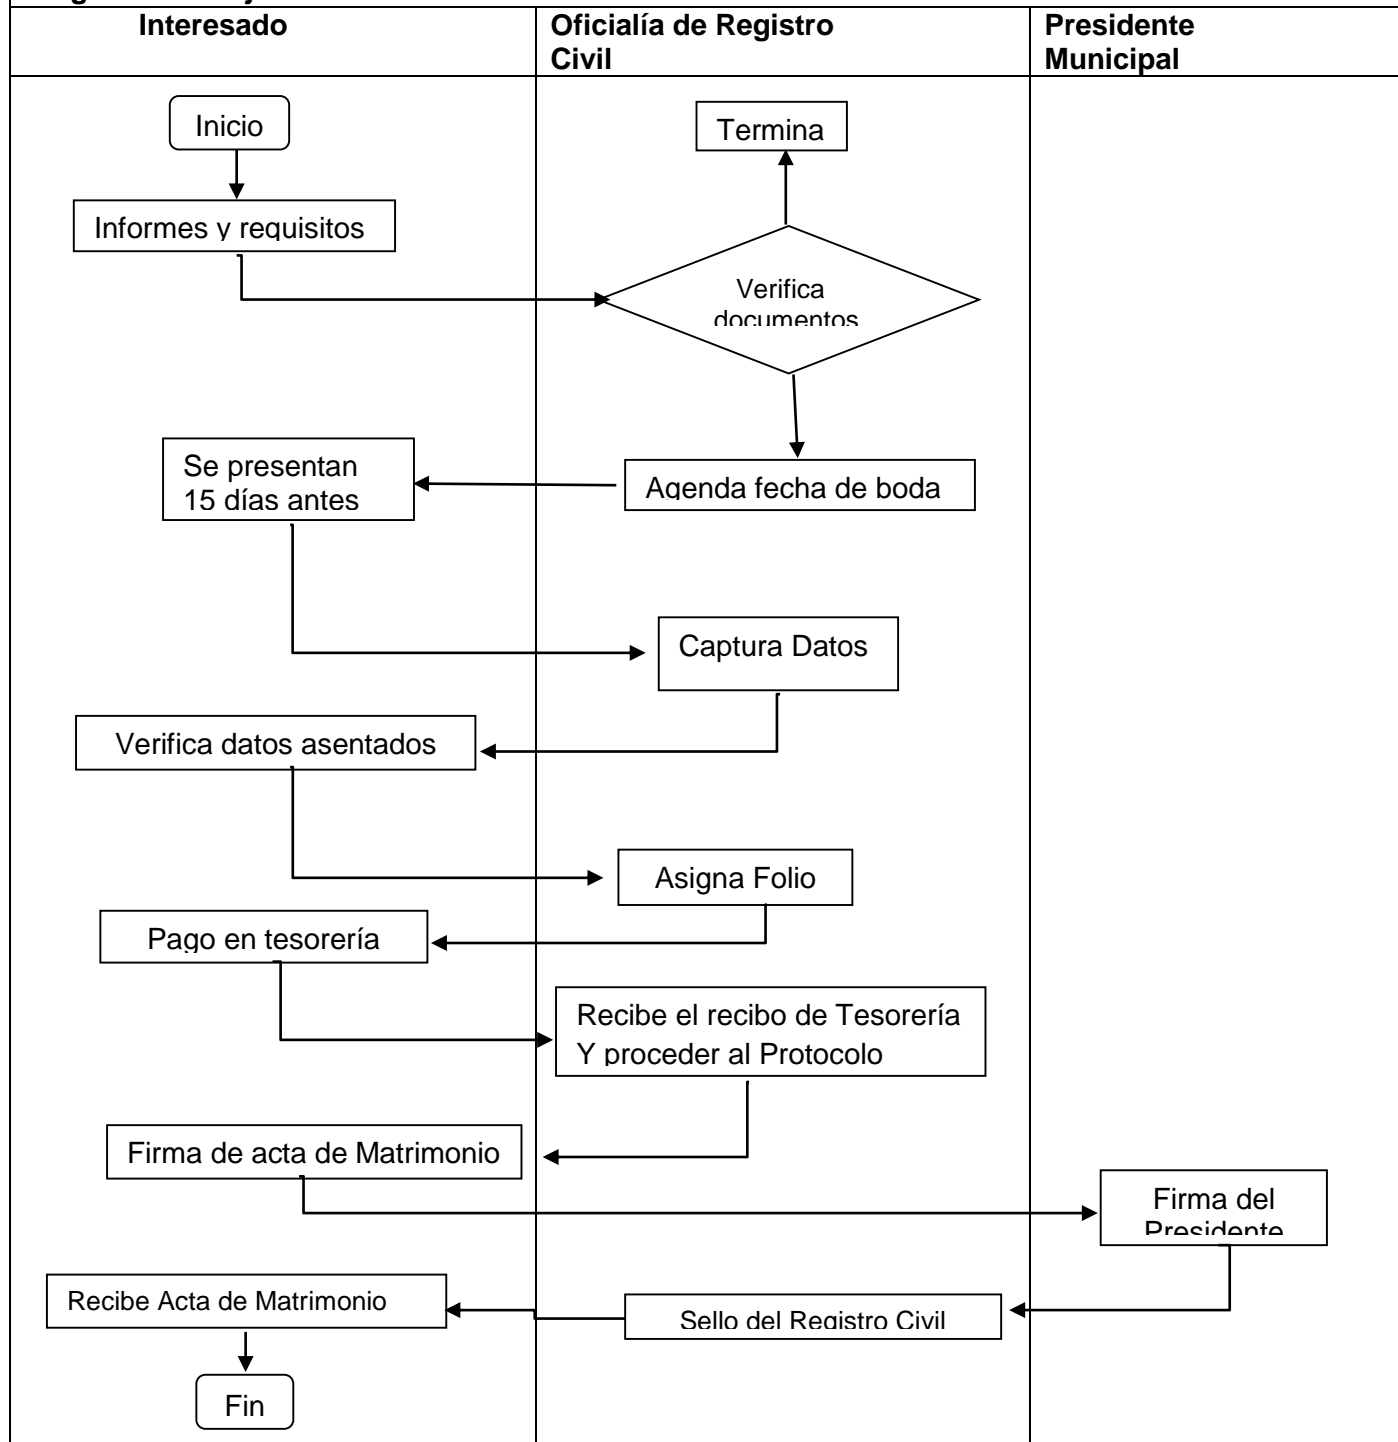 Interesado
Oficialía de Registro
Civil
Presidente
Municipal
Inicio
Termina
Informes y requisitos
Verifica
documentos
Se presentan
15 días antes
Agenda fecha de boda
Captura Datos
Verifica datos asentados
Asigna Folio
Pago en tesorería
Recibe el recibo de Tesorería
Y proceder al Protocolo
Firma de acta de Matrimonio
Firma del
Presidente
Recibe Acta de Matrimonio
Sello del Registro Civil
Fin